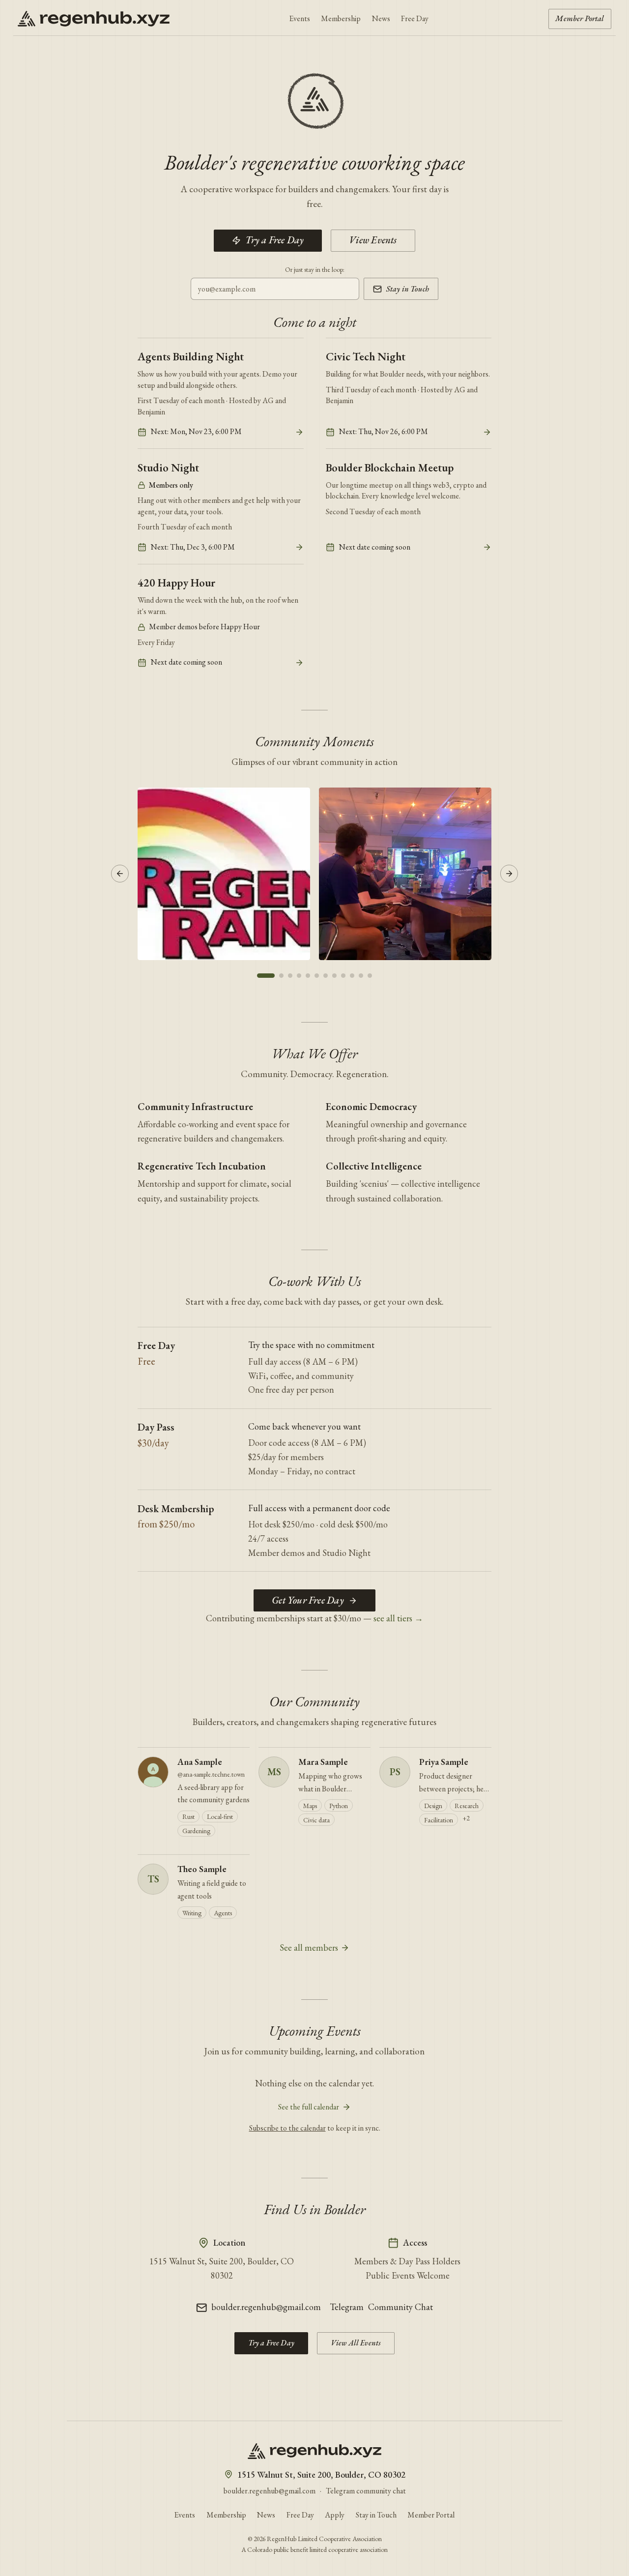 regenhub.xyz
Events Membership News Free Day
Member Portal
Boulder's regenerative coworking space
A cooperative workspace for builders and changemakers. Your first day is
free.
Try a Free Day
View Events
Or just stay in the loop:
you@example.com
Stay in Touch
Come to a night
Agents Building Night
Show us how you build with your agents. Demo your
setup and build alongside others.
First Tuesday of each month · Hosted by AG and
Benjamin
Next: Mon, Nov 23, 6:00 PM
Civic Tech Night
Building for what Boulder needs, with your neighbors.
Third Tuesday of each month · Hosted by AG and
Benjamin
Next: Thu, Nov 26, 6:00 PM
Studio Night
Members only
Hang out with other members and get help with your
agent, your data, your tools.
Fourth Tuesday of each month
Next: Thu, Dec 3, 6:00 PM
Boulder Blockchain Meetup
Our longtime meetup on all things web3, crypto and
blockchain. Every knowledge level welcome.
Second Tuesday of each month
Next date coming soon
420 Happy Hour
Wind down the week with the hub, on the roof when
it's warm.
Member demos before Happy Hour
Every Friday
Next date coming soon
Community Moments
Glimpses of our vibrant community in action
REGEN
RAIN
What We Offer
Community. Democracy. Regeneration.
Community Infrastructure
Affordable co-working and event space for
regenerative builders and changemakers.
Economic Democracy
Meaningful ownership and governance
through profit-sharing and equity.
Regenerative Tech Incubation
Mentorship and support for climate, social
equity, and sustainability projects.
Collective Intelligence
Building 'scenius' — collective intelligence
through sustained collaboration.
Co-work With Us
Start with a free day, come back with day passes, or get your own desk.
Free Day
Free
Try the space with no commitment
Full day access (8 AM – 6 PM)
WiFi, coffee, and community
One free day per person
Day Pass
$30/day
Come back whenever you want
Door code access (8 AM – 6 PM)
$25/day for members
Monday – Friday, no contract
Desk Membership
from $250/mo
Full access with a permanent door code
Hot desk $250/mo · cold desk $500/mo
24/7 access
Member demos and Studio Night
Get Your Free Day →
Contributing memberships start at $30/mo — see all tiers →
Our Community
Builders, creators, and changemakers shaping regenerative futures
Ana Sample
@ana-sample.techne.town
A seed-library app for
the community gardens
Rust Local-first
Gardening
MS
Mara Sample
Mapping who grows
what in Boulder…
Maps Python
Civic data
PS
Priya Sample
Product designer
between projects; he…
Design Research
Facilitation +2
TS
Theo Sample
Writing a field guide to
agent tools
Writing Agents
See all members →
Upcoming Events
Join us for community building, learning, and collaboration
Nothing else on the calendar yet.
See the full calendar →
Subscribe to the calendar to keep it in sync.
Find Us in Boulder
Location
1515 Walnut St, Suite 200, Boulder, CO
80302
Access
Members & Day Pass Holders
Public Events Welcome
boulder.regenhub@gmail.com Telegram Community Chat
Try a Free Day
View All Events
regenhub.xyz
1515 Walnut St, Suite 200, Boulder, CO 80302
boulder.regenhub@gmail.com · Telegram community chat
Events Membership News Free Day Apply Stay in Touch Member Portal
© 2026 RegenHub Limited Cooperative Association
A Colorado public benefit limited cooperative association